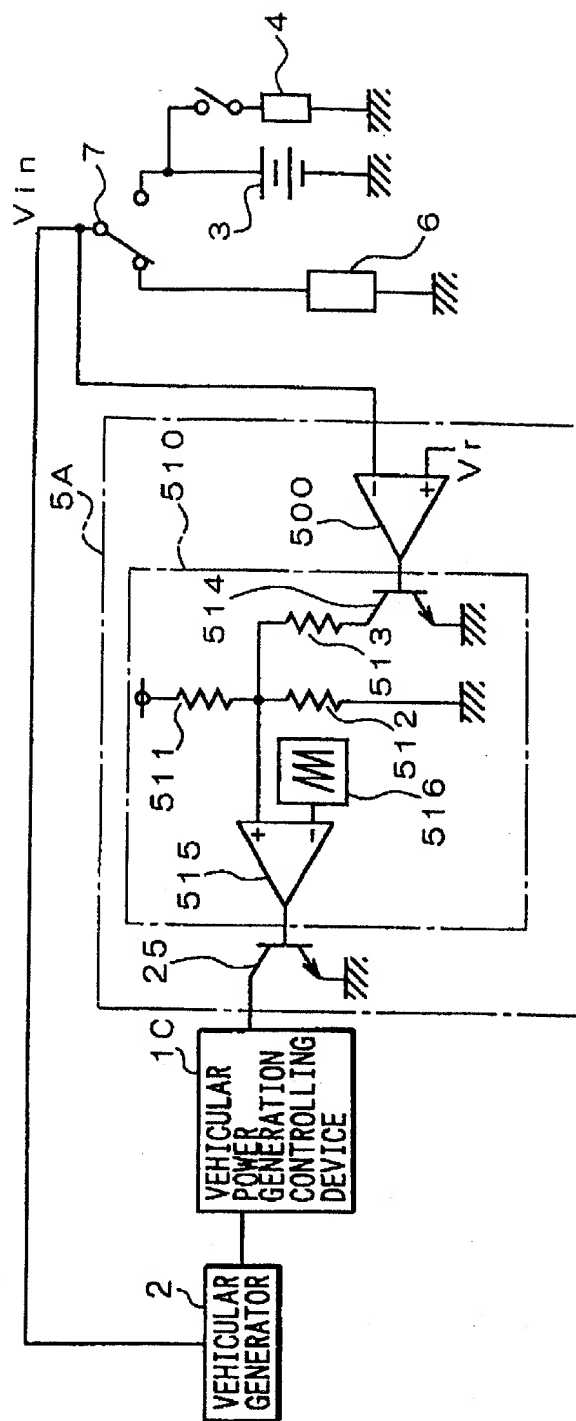 2
VEHICULAR
GENERATOR
1C
VEHICULAR
POWER
GENERATION
CONTROLLING
DEVICE
25
5A
510
515
+
-
511
512
516
513
514
500
-
+
Vr
Vin
7
3
4
6